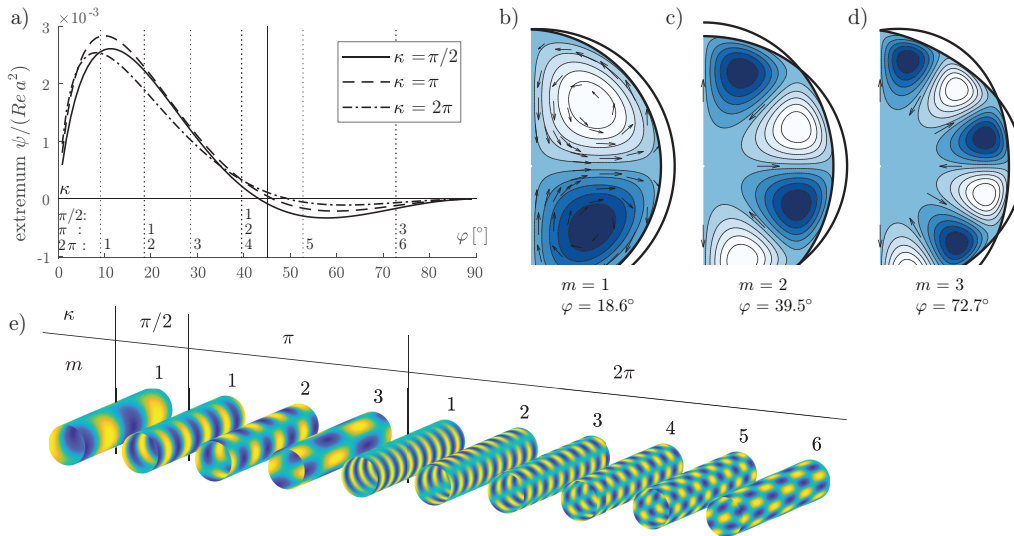 a)
×10⁻³
3
2
1
0
-1
extremum ψ/(Re a²)
κ = π/2
κ = π
κ = 2π
κ
π/2: 1
π : 1 2 3
2π : 1 2 3 4 5 6
φ [°]
0 10 20 30 40 50 60 70 80 90
b)
m = 1
φ = 18.6°
c)
m = 2
φ = 39.5°
d)
m = 3
φ = 72.7°
e)
κ π/2 π 2π
m 1 1 2 3 1 2 3 4 5 6